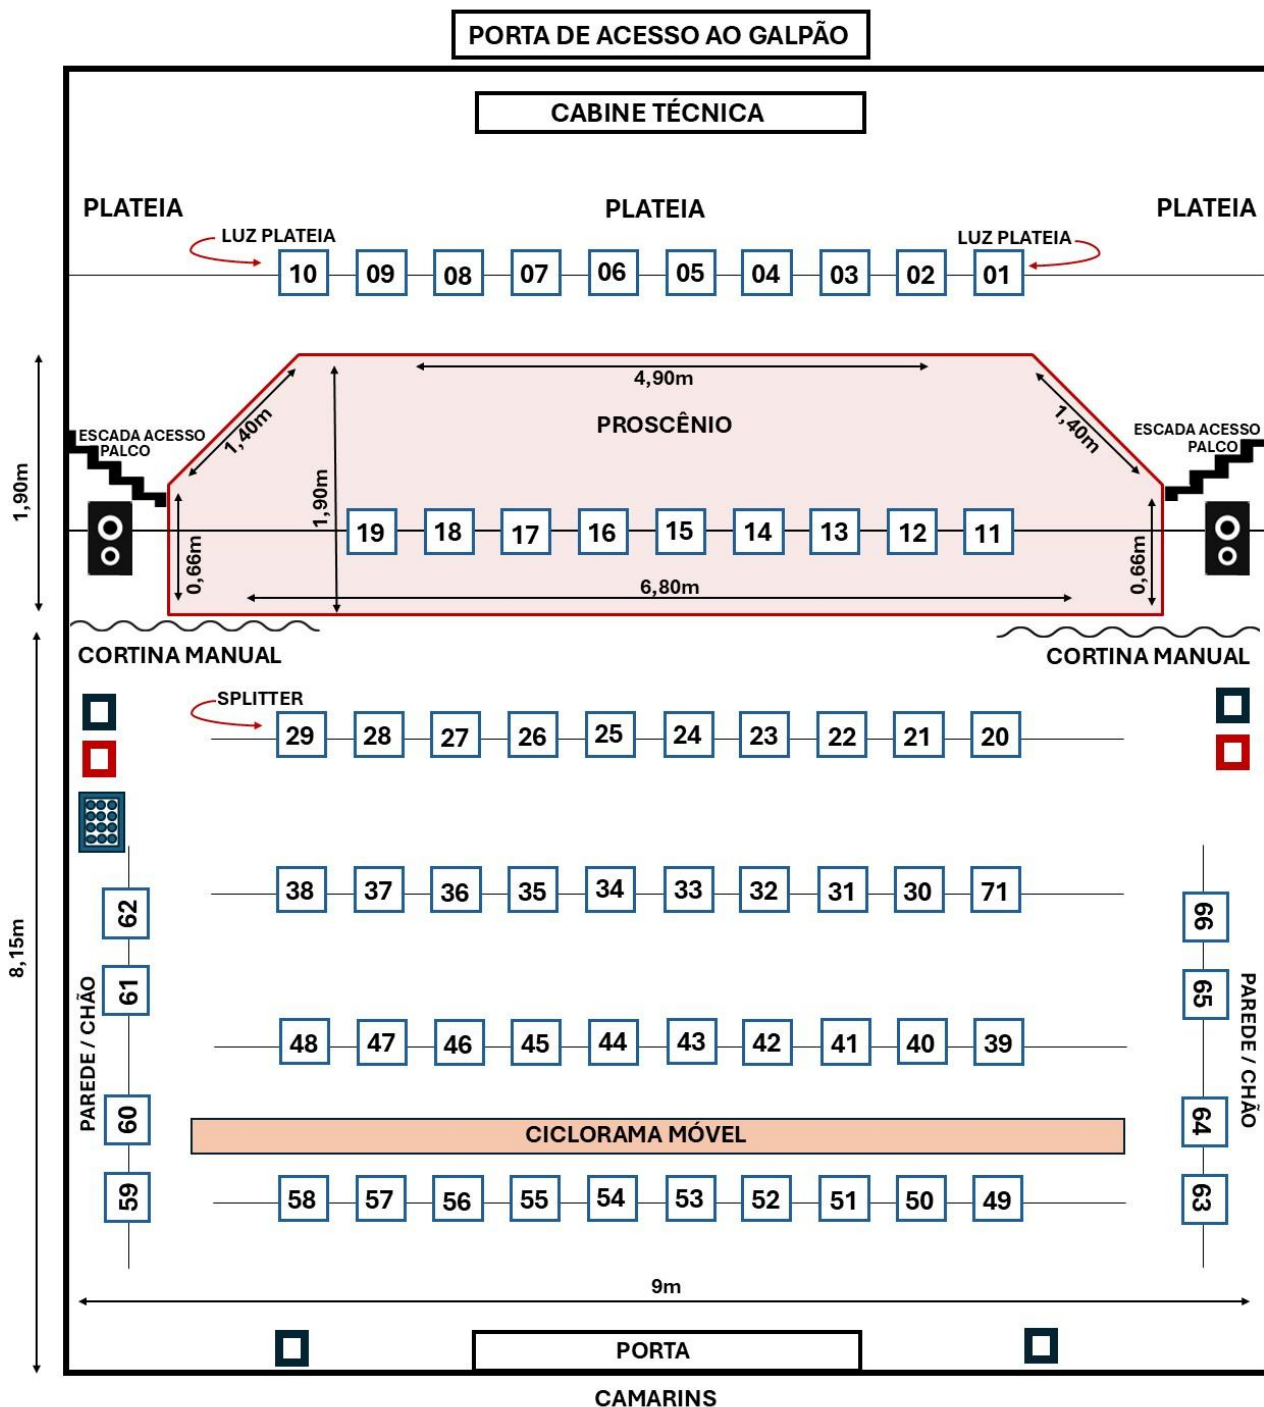 PORTA DE ACESSO AO GALPÃO
CABINE TÉCNICA
PLATEIA PLATEIA PLATEIA
LUZ PLATEIA LUZ PLATEIA
10 09 08 07 06 05 04 03 02 01
4,90m
PROSCÊNIO
1,40m 1,40m
ESCADA ACESSO
PALCO
ESCADA ACESSO
PALCO
1,90m
1,90m
19 18 17 16 15 14 13 12 11
0,66m 0,66m
6,80m
CORTINA MANUAL CORTINA MANUAL
SPLITTER
29 28 27 26 25 24 23 22 21 20
38 37 36 35 34 33 32 31 30 71
62 66
8,15m
61 65
PAREDE / CHÃO PAREDE / CHÃO
48 47 46 45 44 43 42 41 40 39
60 64
CICLORAMA MÓVEL
59 63
58 57 56 55 54 53 52 51 50 49
9m
PORTA
CAMARINS